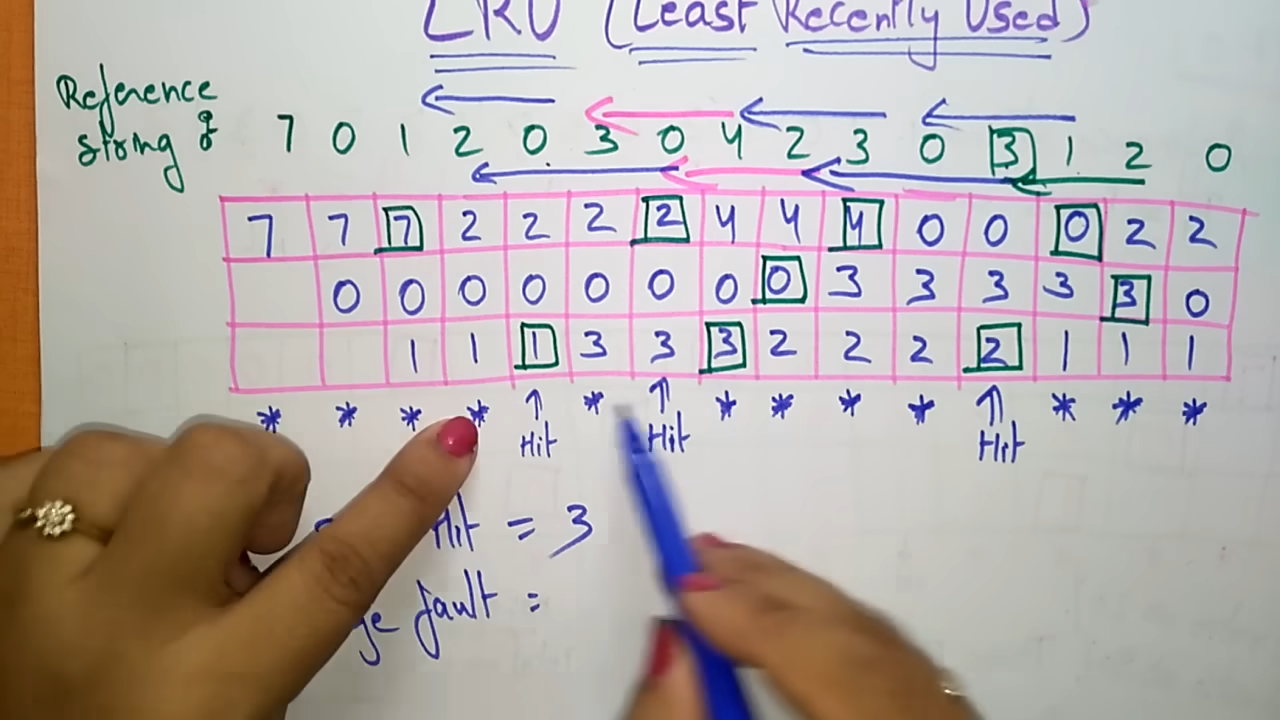 LRU (Least Recently Used)
Reference
string of
7 0 1 2 0 3 0 4 2 3 0 3 1 2 0
7 7 7 2 2 2 2 4 4 4 0 0 0 2 2
0 0 0 0 0 0 0 0 3 3 3 3 3 0
1 1 1 3 3 3 2 2 2 2 1 1 1
* * * * Hit * Hit * * * * Hit * * *
Hit = 3
fault =